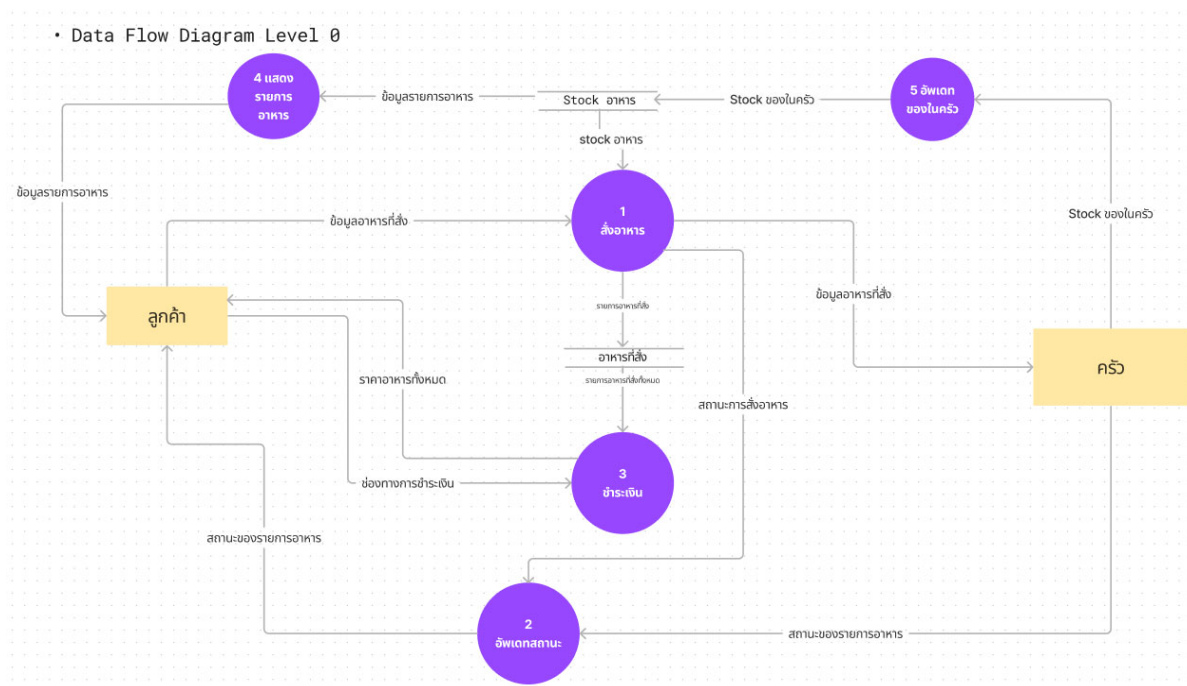 • Data Flow Diagram Level 0
4 แสดง
รายการ
อาหาร
ข้อมูลรายการอาหาร
Stock อาหาร
Stock ของในครัว
5 อัพเดท
ของในครัว
stock อาหาร
ข้อมูลรายการอาหาร
ข้อมูลอาหารที่สั่ง
1
สั่งอาหาร
Stock ของในครัว
ข้อมูลอาหารที่สั่ง
รายการอาหารที่สั่ง
ลูกค้า
อาหารที่สั่ง
ครัว
ราคาอาหารทั้งหมด
รายการอาหารที่สั่งทั้งหมด
สถานะการสั่งอาหาร
3
ชำระเงิน
ช่องทางการชำระเงิน
สถานะของรายการอาหาร
2
อัพเดทสถานะ
สถานะของรายการอาหาร